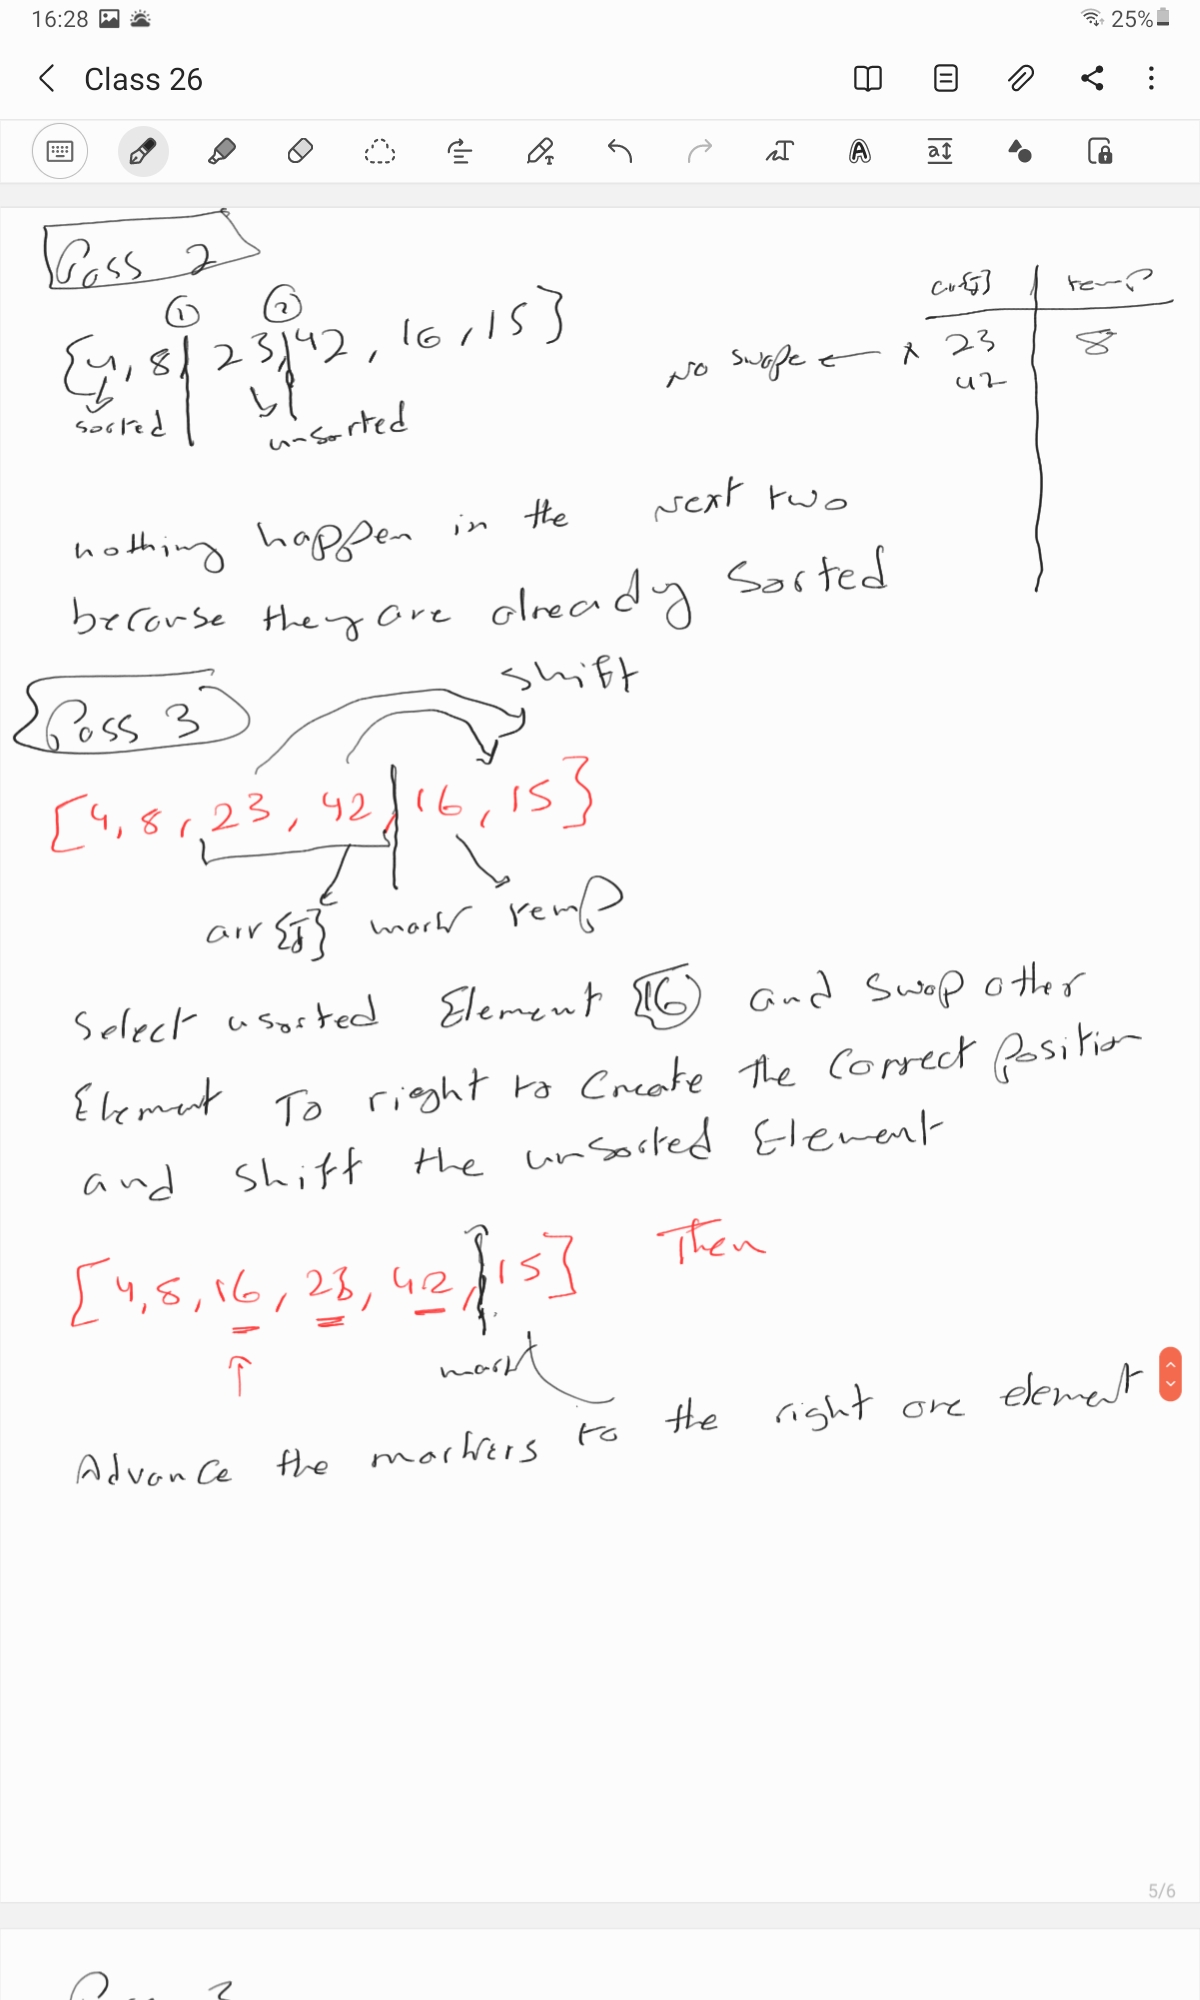 16:28
25%
Class 26
Pass 2
① ②
{4, 8| 23,|42, 16, 15}
sorted
unsorted
arr[J] temp
No swape ← x 23 8
42
nothing happen in the next two
becouse they are already sorted
Pass 3
shift
[4, 8, 23, 42,|16, 15}
arr{J} mark temp
Select usorted Element 16 and swap other
Element To right to Create the Correct Position
and shift the unsorted Element
[4, 8, 16, 23, 42,|15] Then
mark
Advance the markers to the right one element
5/6